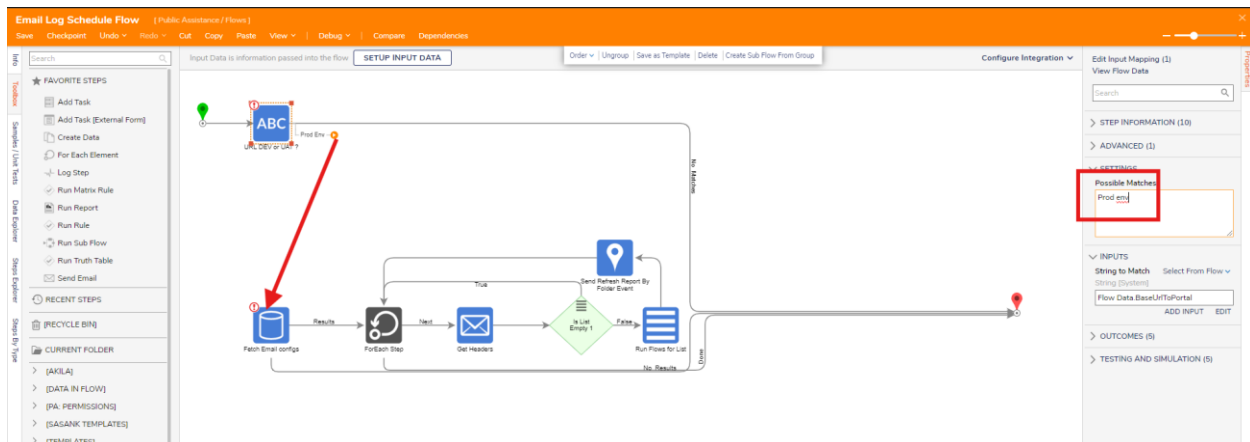 Email Log Schedule Flow [Public Assistance / Flows]
Save Checkpoint Undo Redo Cut Copy Paste View Debug Compare Dependencies
Info
Toolbox
Samples / Unit Tests
Data Explorer
Steps Explorer
Steps By Type
Search
FAVORITE STEPS
Add Task
Add Task [External Form]
Create Data
For Each Element
Log Step
Run Matrix Rule
Run Report
Run Rule
Run Sub Flow
Run Truth Table
Send Email
RECENT STEPS
[RECYCLE BIN]
CURRENT FOLDER
[AKILA]
[DATA IN FLOW]
[PA: PERMISSIONS]
[SASANK TEMPLATES]
[TEMPLATES]
Input Data is information passed into the flow SETUP INPUT DATA
Order Ungroup Save as Template Delete Create Sub Flow From Group
Configure Integration
ABC
Prod Env
URL DEV or UAT ?
No Matches
Send Refresh Report By
Folder Event
True
Fetch Email configs
Results
ForEach Step
Next
Get Headers
Is List
Empty 1
False
Run Flows for List
No Results
Done
Properties
Edit Input Mapping (1)
View Flow Data
Search
STEP INFORMATION (10)
ADVANCED (1)
SETTINGS
Possible Matches
Prod env
INPUTS
String to Match Select From Flow
String [System]
Flow Data.BaseUrlToPortal
ADD INPUT EDIT
OUTCOMES (5)
TESTING AND SIMULATION (5)